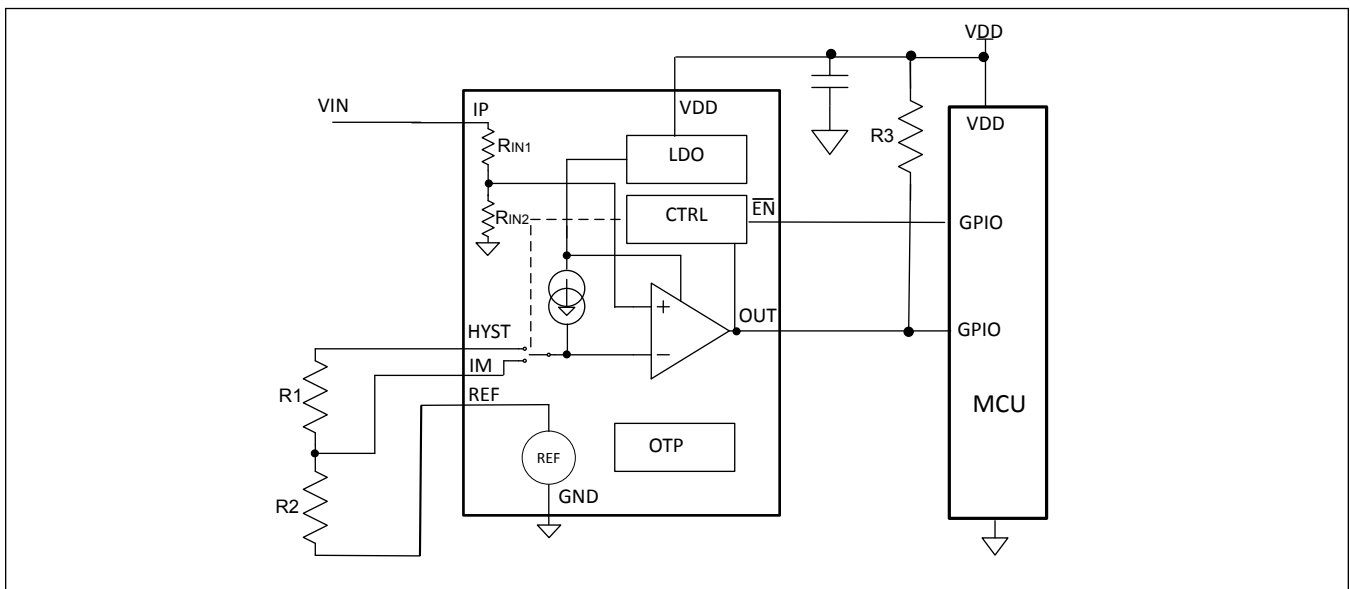 VDD
VIN
IP
VDD
RIN1
LDO
R3
VDD
RIN2
CTRL
EN
GPIO
+
OUT
HYST
GPIO
−
IM
R1
REF
MCU
REF
OTP
GND
R2